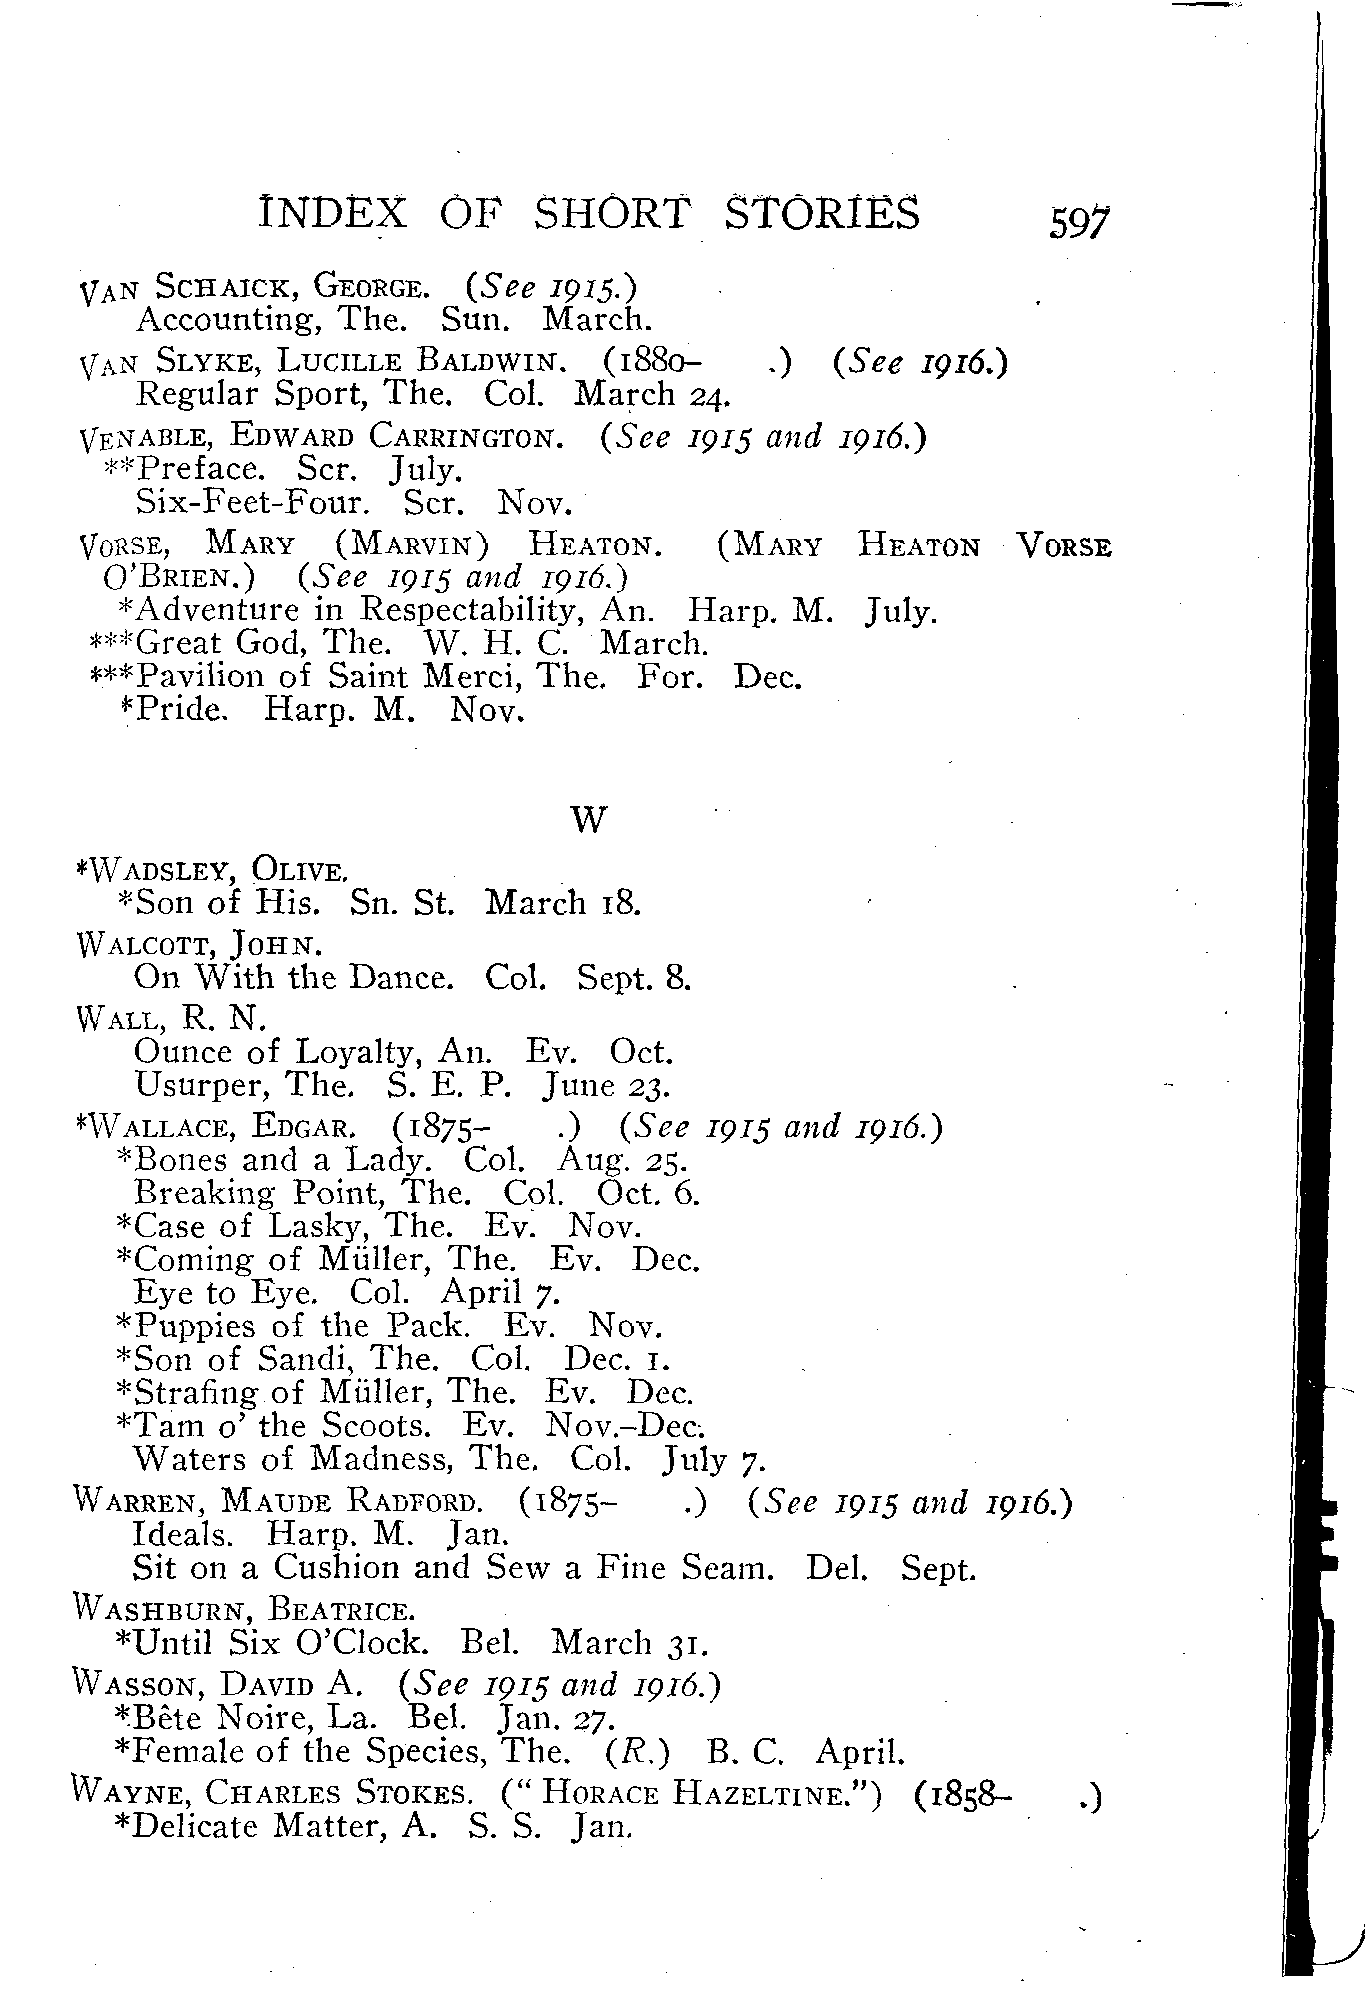 INDEX OF SHORT STORIES 597
VAN SCHAICK, GEORGE. (See 1915.)
Accounting, The. Sun. March.
VAN SLYKE, LUCILLE BALDWIN. (1880– .) (See 1916.)
Regular Sport, The. Col. March 24.
VENABLE, EDWARD CARRINGTON. (See 1915 and 1916.)
**Preface. Scr. July.
Six-Feet-Four. Scr. Nov.
VORSE, MARY (MARVIN) HEATON. (MARY HEATON VORSE
O'BRIEN.) (See 1915 and 1916.)
*Adventure in Respectability, An. Harp. M. July.
***Great God, The. W. H. C. March.
***Pavilion of Saint Merci, The. For. Dec.
*Pride. Harp. M. Nov.
W
*WADSLEY, OLIVE.
*Son of His. Sn. St. March 18.
WALCOTT, JOHN.
On With the Dance. Col. Sept. 8.
WALL, R. N.
Ounce of Loyalty, An. Ev. Oct.
Usurper, The. S. E. P. June 23.
*WALLACE, EDGAR. (1875– .) (See 1915 and 1916.)
*Bones and a Lady. Col. Aug. 25.
Breaking Point, The. Col. Oct. 6.
*Case of Lasky, The. Ev. Nov.
*Coming of Müller, The. Ev. Dec.
Eye to Eye. Col. April 7.
*Puppies of the Pack. Ev. Nov.
*Son of Sandi, The. Col. Dec. 1.
*Strafing of Müller, The. Ev. Dec.
*Tam o' the Scoots. Ev. Nov.–Dec.
Waters of Madness, The. Col. July 7.
WARREN, MAUDE RADFORD. (1875– .) (See 1915 and 1916.)
Ideals. Harp. M. Jan.
Sit on a Cushion and Sew a Fine Seam. Del. Sept.
WASHBURN, BEATRICE.
*Until Six O'Clock. Bel. March 31.
WASSON, DAVID A. (See 1915 and 1916.)
*Bête Noire, La. Bel. Jan. 27.
*Female of the Species, The. (R.) B. C. April.
WAYNE, CHARLES STOKES. ("HORACE HAZELTINE.") (1858– .)
*Delicate Matter, A. S. S. Jan.